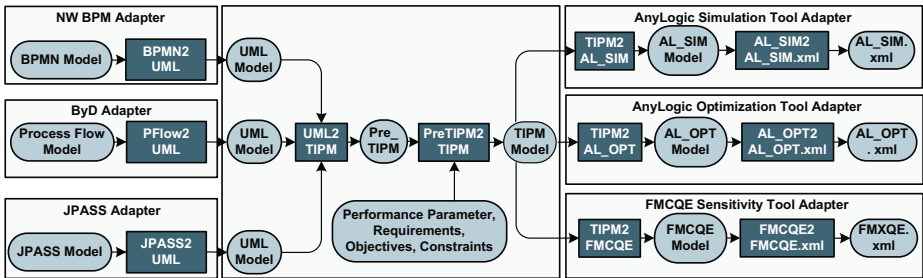 NW BPM Adapter
BPMN Model
BPMN2
UML
UML
Model
ByD Adapter
Process Flow
Model
PFlow2
UML
UML
Model
JPASS Adapter
JPASS Model
JPASS2
UML
UML
Model
UML2
TIPM
Pre_
TIPM
PreTIPM2
TIPM
TIPM
Model
Performance Parameter,
Requirements,
Objectives, Constraints
AnyLogic Simulation Tool Adapter
TIPM2
AL_SIM
AL_SIM
Model
AL_SIM2
AL_SIM.xml
AL_SIM.
xml
AnyLogic Optimization Tool Adapter
TIPM2
AL_OPT
AL_OPT
Model
AL_OPT2
AL_OPT.xml
AL_OPT
. xml
FMCQE Sensitivity Tool Adapter
TIPM2
FMCQE
FMCQE
Model
FMCQE2
FMCQE.xml
FMXQE.
xml